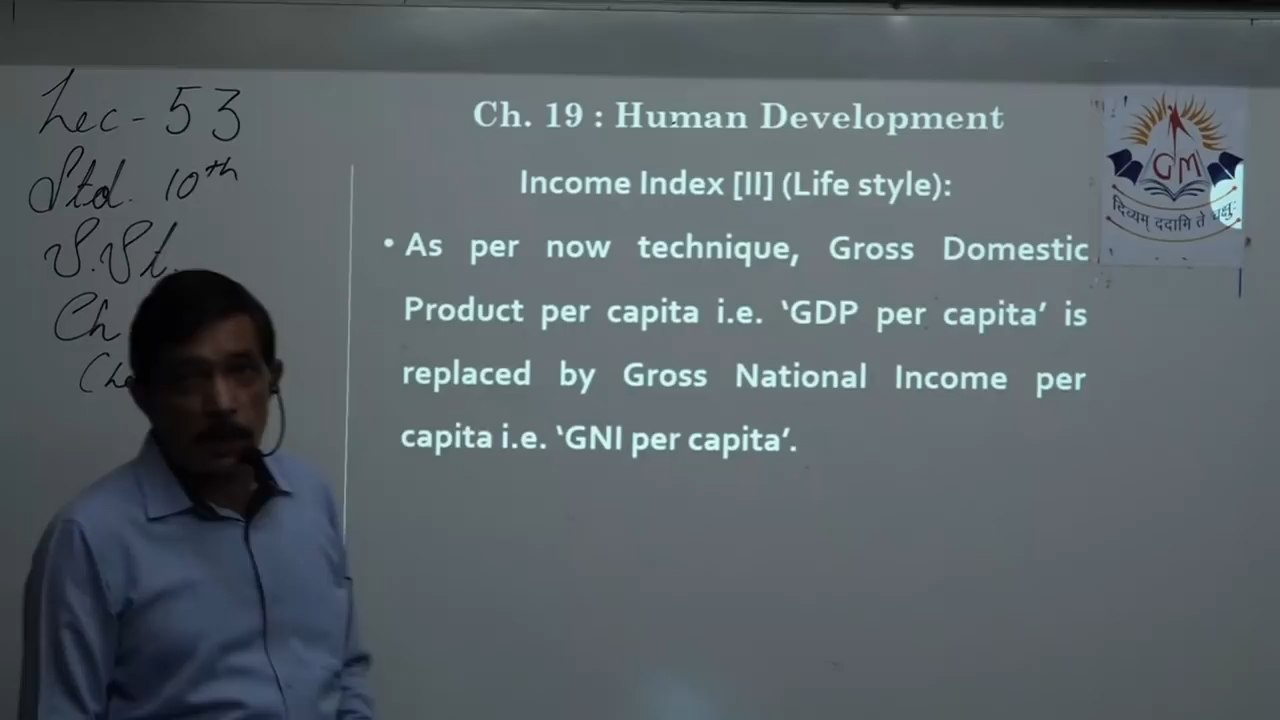 Lec - 53
Std. 10th
Ch
Ch. 19 : Human Development
Income Index [II] (Life style):
• As per now technique, Gross Domestic
Product per capita i.e. ‘GDP per capita’ is
replaced by Gross National Income per
capita i.e. ‘GNI per capita’.
GM
दिव्यम् ददामि ते चक्षुः